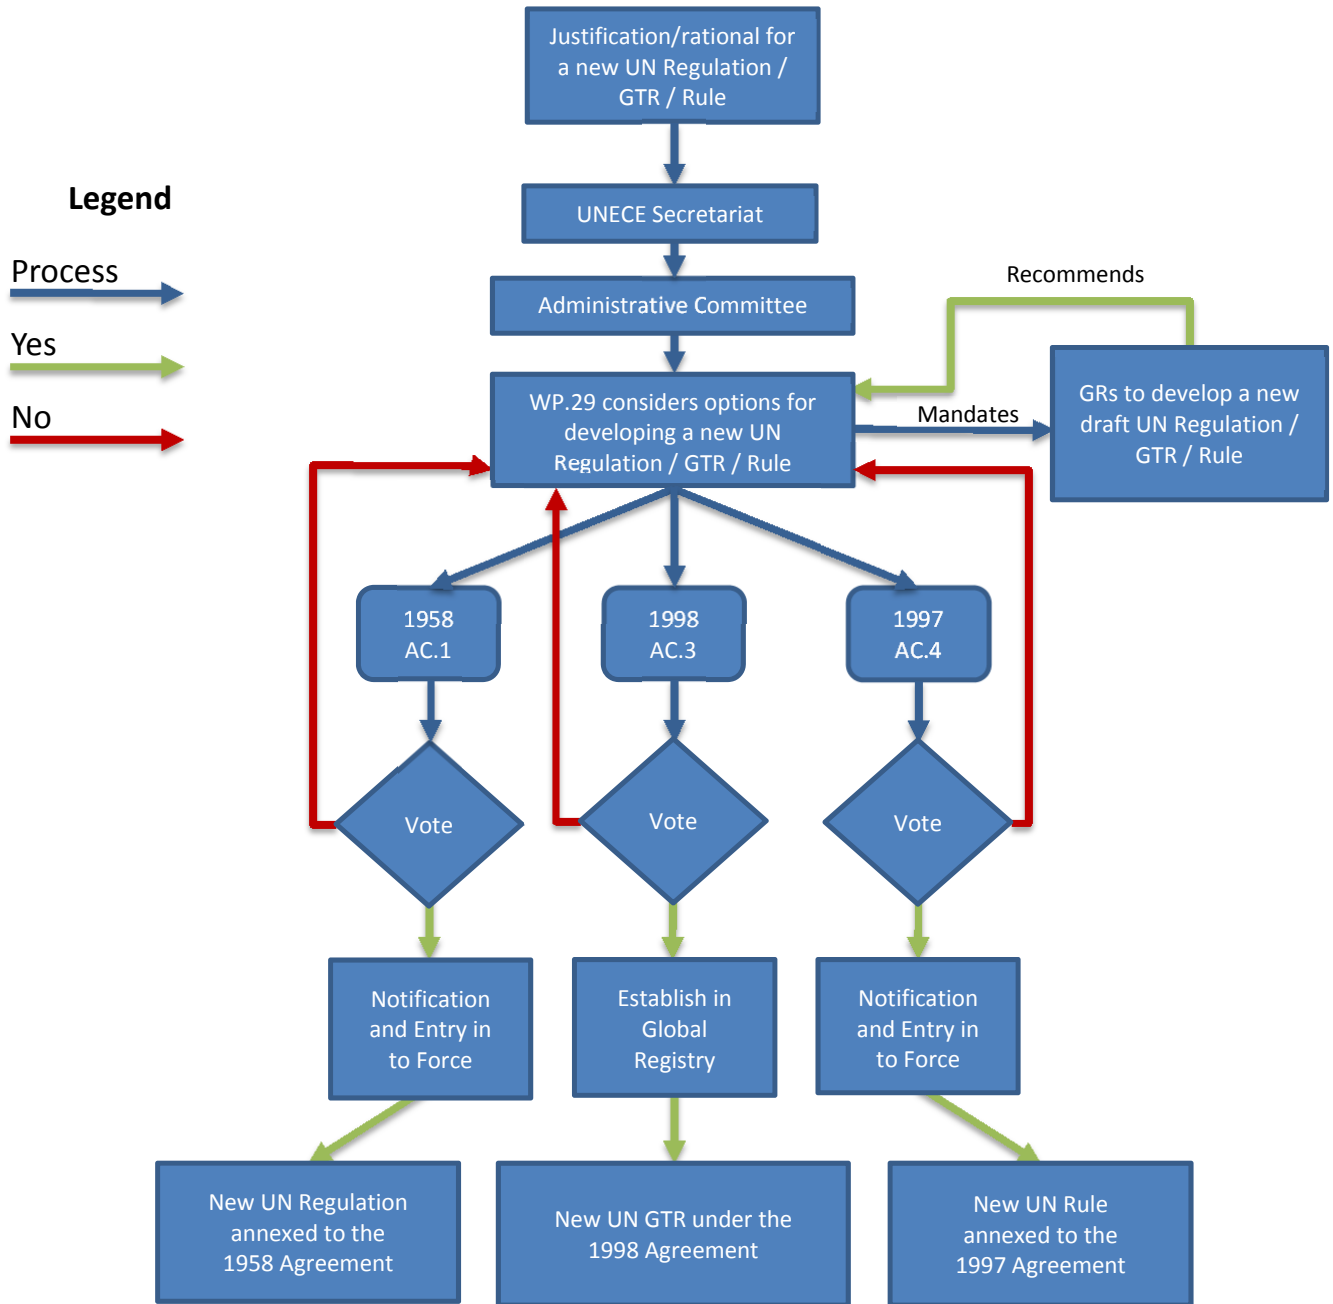 Justification/rational for
a new UN Regulation /
GTR / Rule
Legend
UNECE Secretariat
Process
Recommends
Administrative Committee
Yes
No
WP.29 considers options for
developing a new UN
Regulation / GTR / Rule
Mandates
GRs to develop a new
draft UN Regulation /
GTR / Rule
1958
AC.1
1998
AC.3
1997
AC.4
Vote
Vote
Vote
Notification
and Entry in
to Force
Establish in
Global
Registry
Notification
and Entry in
to Force
New UN Regulation
annexed to the
1958 Agreement
New UN GTR under the
1998 Agreement
New UN Rule
annexed to the
1997 Agreement